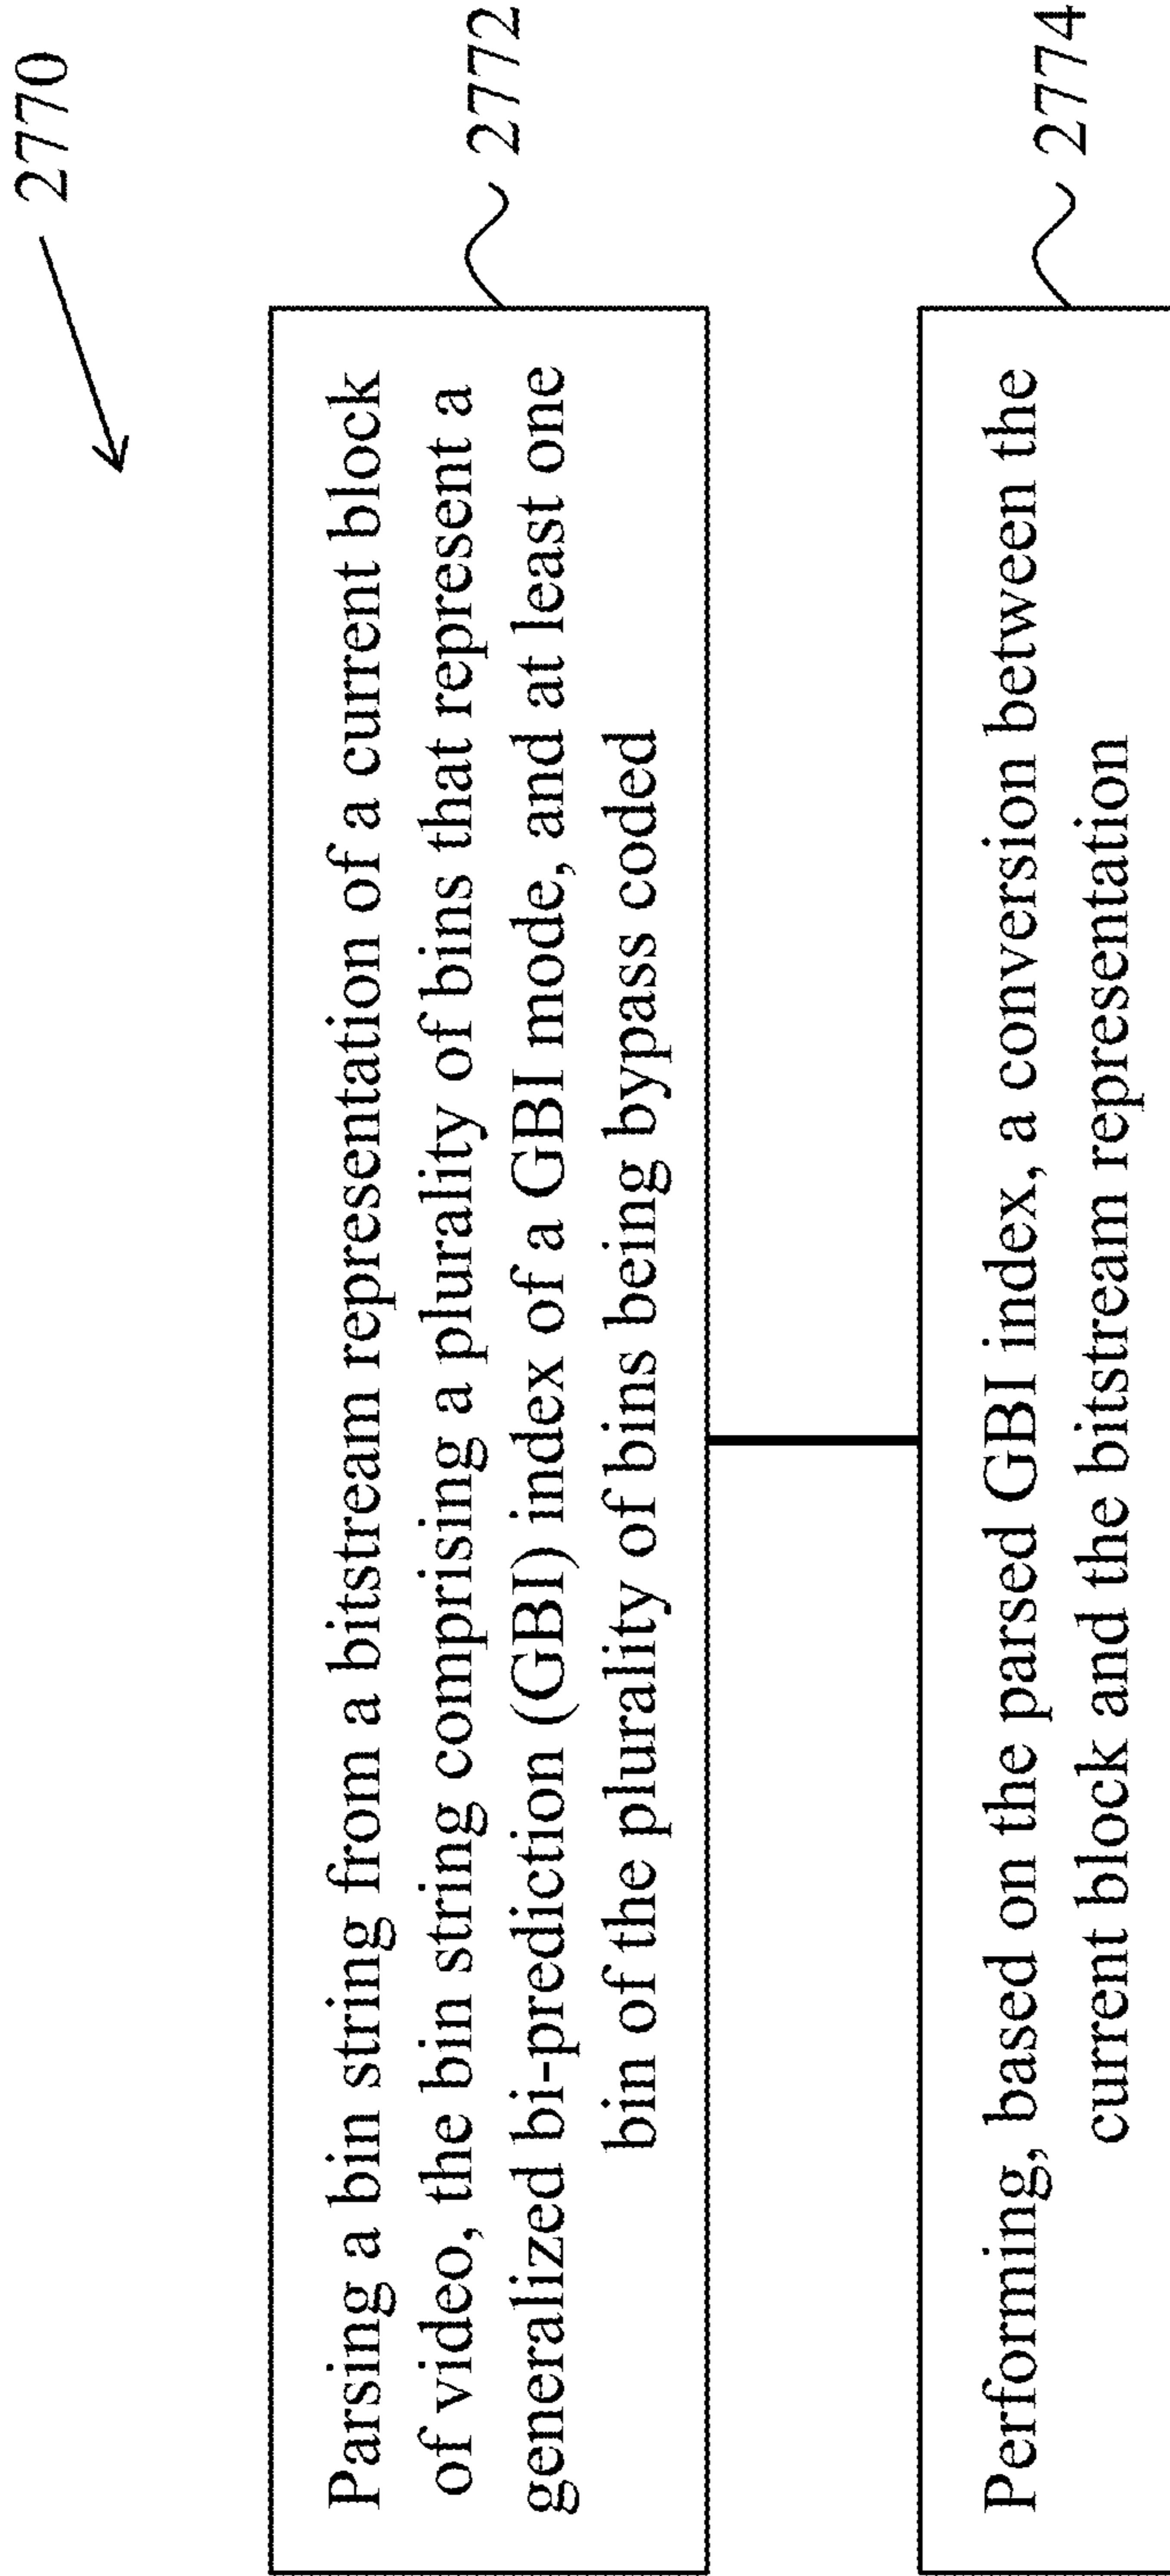 2770
Parsing a bin string from a bitstream representation of a current block
of video, the bin string comprising a plurality of bins that represent a
generalized bi-prediction (GBI) index of a GBI mode, and at least one
bin of the plurality of bins being bypass coded
2772
Performing, based on the parsed GBI index, a conversion between the
current block and the bitstream representation
2774